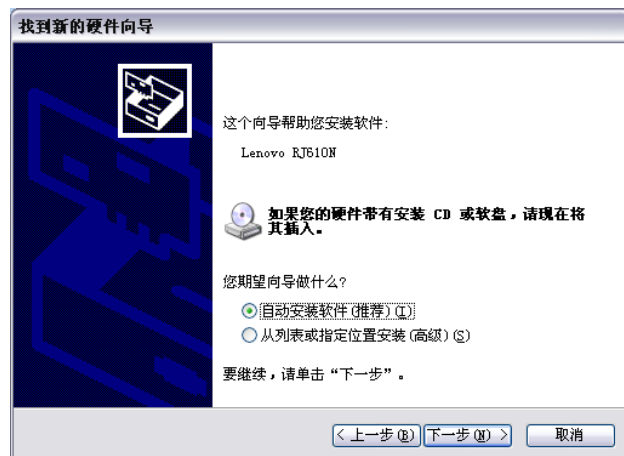 找到新的硬件向导
这个向导帮助您安装软件:
Lenovo RJ610N
如果您的硬件带有安装 CD 或软盘，请现在将
其插入。
您期望向导做什么?
自动安装软件(推荐)(I)
从列表或指定位置安装(高级)(S)
要继续，请单击“下一步”。
< 上一步(B) 下一步(N) > 取消